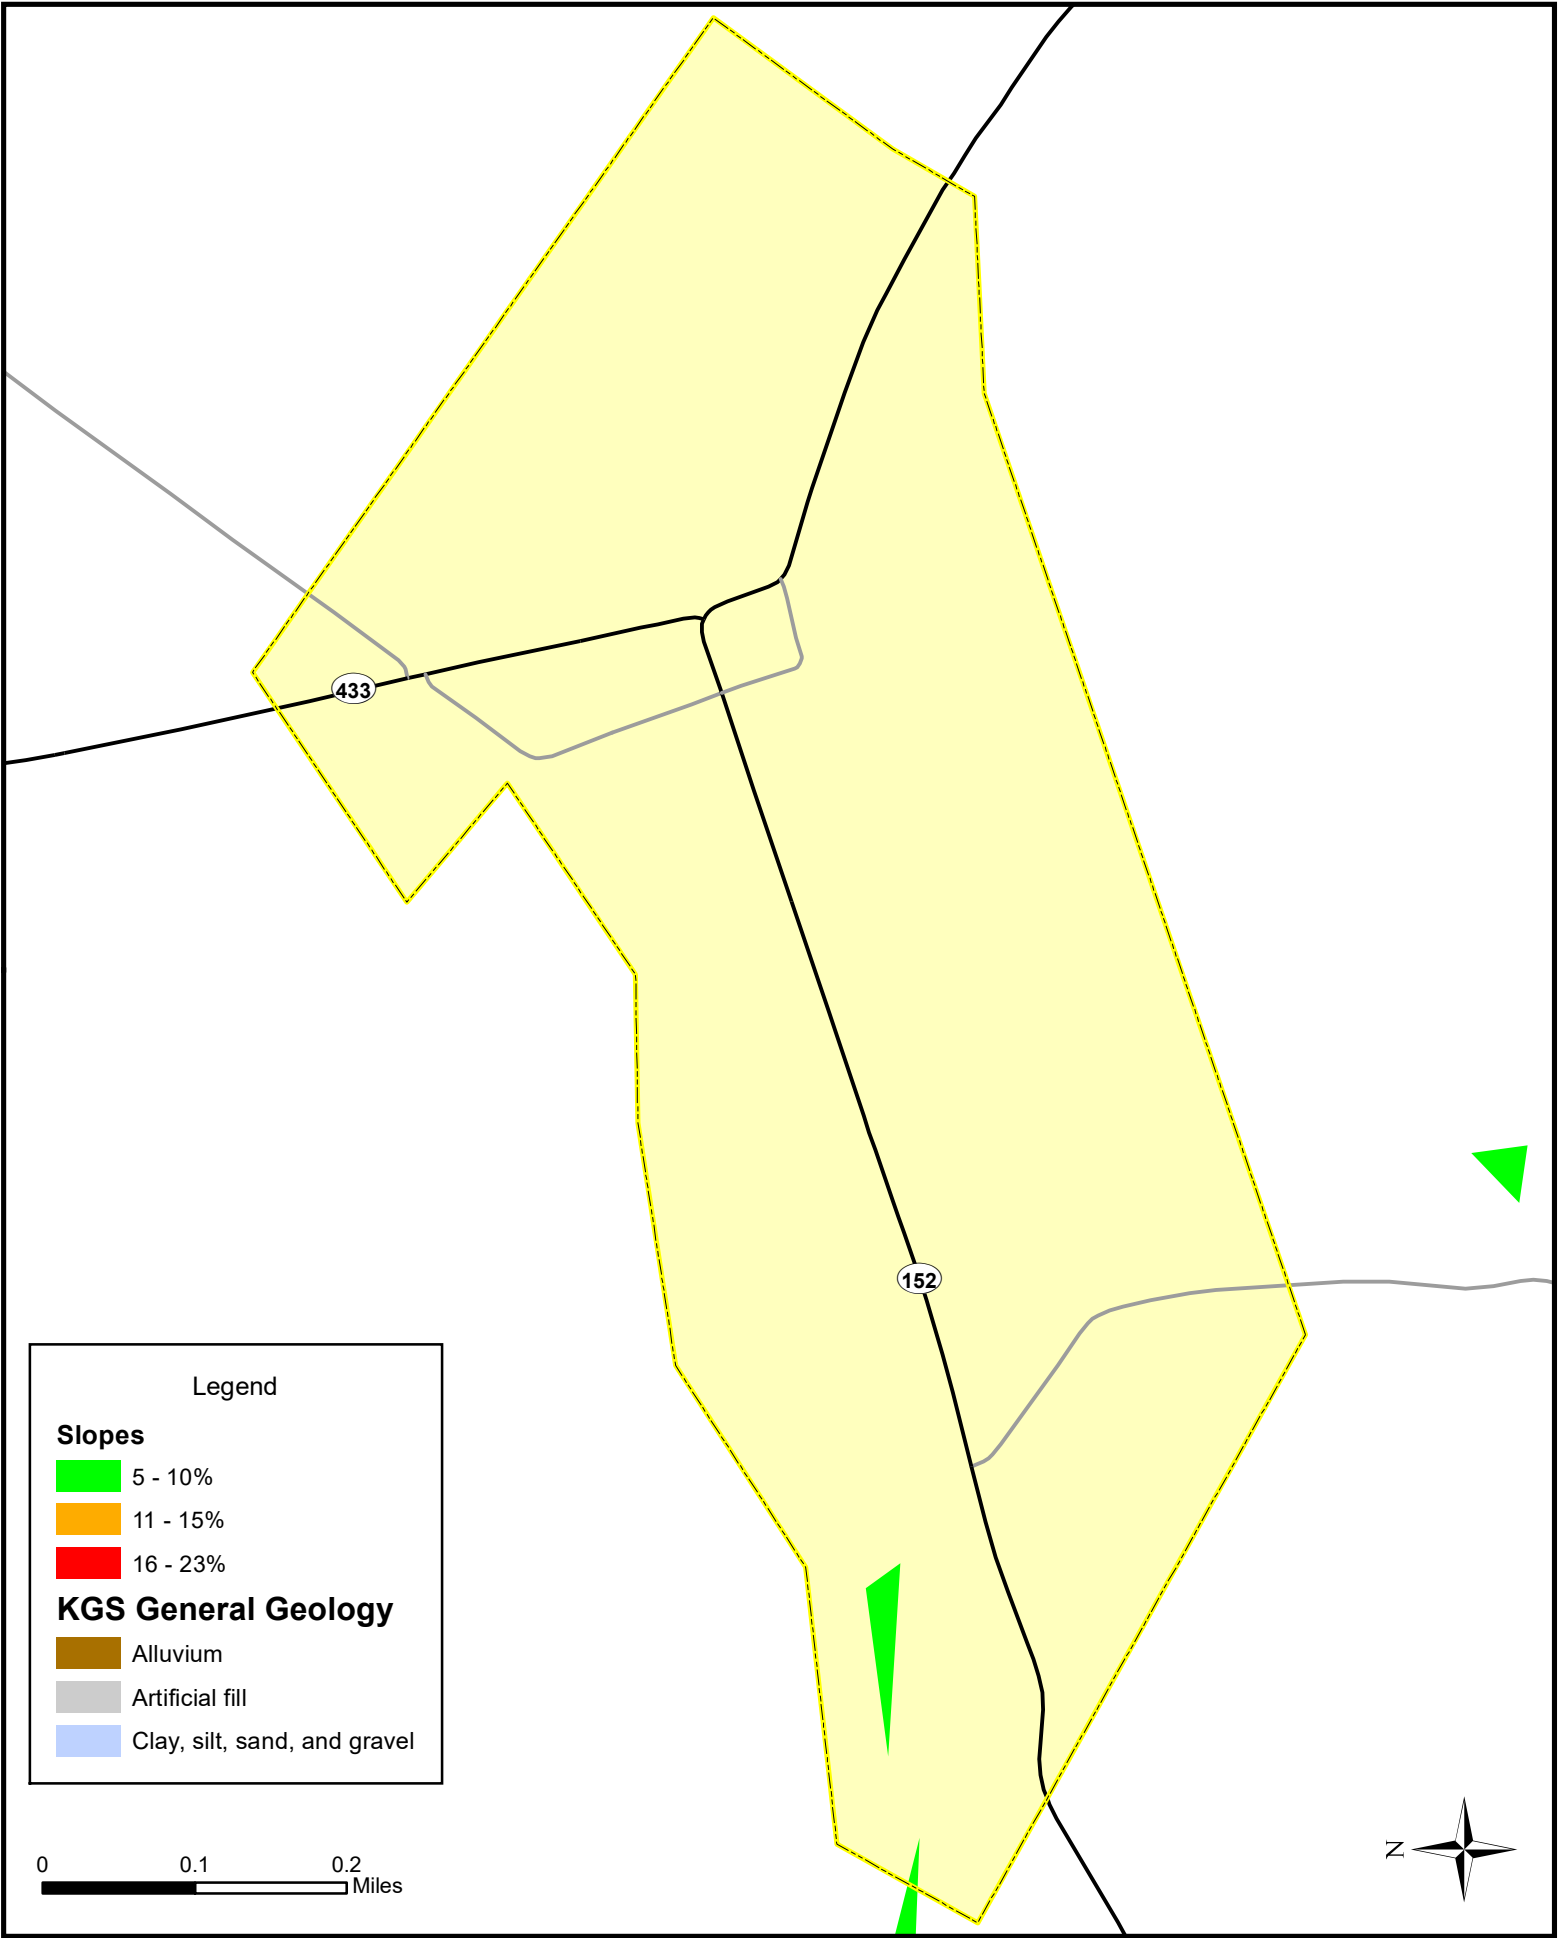 433
152
Legend
Slopes
5 - 10%
11 - 15%
16 - 23%
KGS General Geology
Alluvium
Artificial fill
Clay, silt, sand, and gravel
0 0.1 0.2
Miles
N